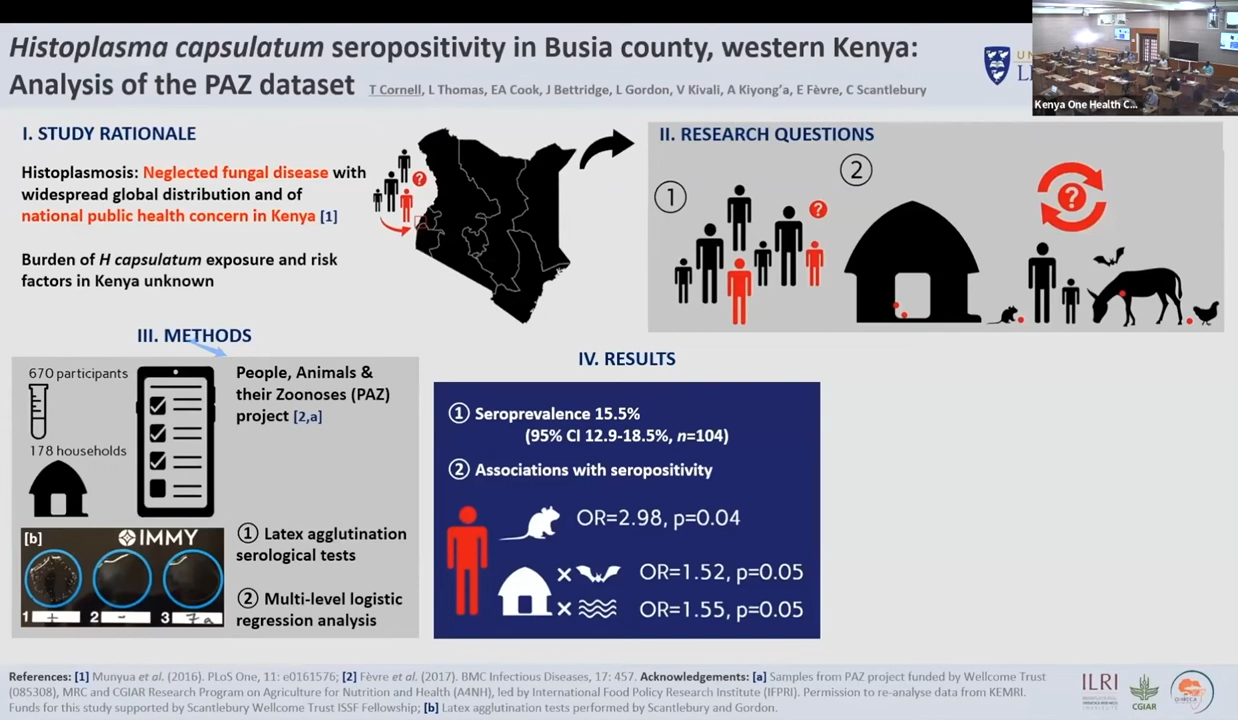 Histoplasma capsulatum seropositivity in Busia county, western Kenya:
Analysis of the PAZ dataset
T Cornell, L Thomas, EA Cook, J Bettridge, L Gordon, V Kivali, A Kiyong'a, E Fèvre, C Scantlebury
Kenya One Health C...
I. STUDY RATIONALE
Histoplasmosis: Neglected fungal disease with
widespread global distribution and of
national public health concern in Kenya [1]
Burden of H capsulatum exposure and risk
factors in Kenya unknown
?
II. RESEARCH QUESTIONS
1
?
2
?
III. METHODS
670 participants
178 households
People, Animals &
their Zoonoses (PAZ)
project [2,a]
[b]
IMMY
1 + 2 - 3 7a
① Latex agglutination
serological tests
② Multi-level logistic
regression analysis
IV. RESULTS
① Seroprevalence 15.5%
(95% CI 12.9-18.5%, n=104)
② Associations with seropositivity
OR=2.98, p=0.04
× OR=1.52, p=0.05
× OR=1.55, p=0.05
References: [1] Munyua et al. (2016). PLoS One, 11: e0161576; [2] Fèvre et al. (2017). BMC Infectious Diseases, 17: 457. Acknowledgements: [a] Samples from PAZ project funded by Wellcome Trust
(085308), MRC and CGIAR Research Program on Agriculture for Nutrition and Health (A4NH), led by International Food Policy Research Institute (IFPRI). Permission to re-analyse data from KEMRI.
Funds for this study supported by Scantlebury Wellcome Trust ISSF Fellowship; [b] Latex agglutination tests performed by Scantlebury and Gordon.
ILRI
CGIAR